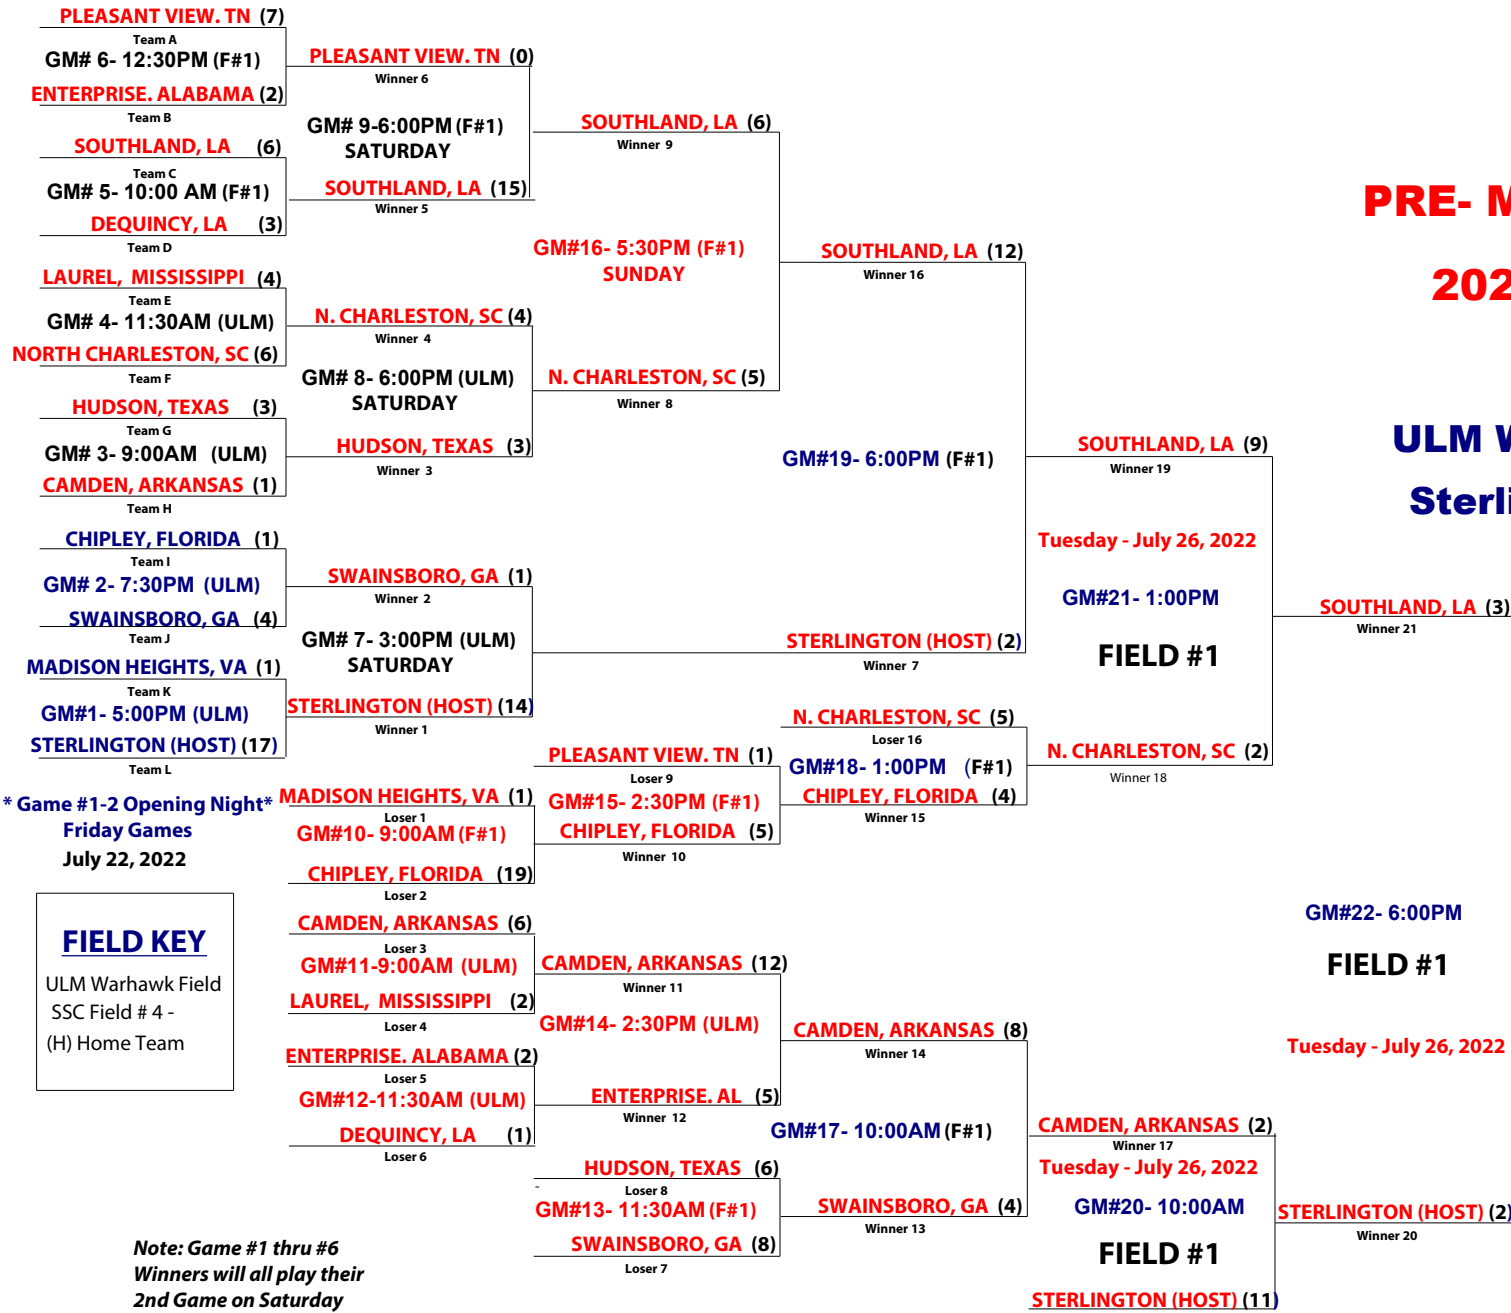 PLEASANT VIEW. TN (7)
Team A
GM# 6- 12:30PM (F#1)
ENTERPRISE. ALABAMA (2)
Team B
SOUTHLAND, LA (6)
Team C
GM# 5- 10:00 AM (F#1)
DEQUINCY, LA (3)
Team D
LAUREL, MISSISSIPPI (4)
Team E
GM# 4- 11:30AM (ULM)
NORTH CHARLESTON, SC (6)
Team F
HUDSON, TEXAS (3)
Team G
GM# 3- 9:00AM (ULM)
CAMDEN, ARKANSAS (1)
Team H
CHIPLEY, FLORIDA (1)
Team I
GM# 2- 7:30PM (ULM)
SWAINSBORO, GA (4)
Team J
MADISON HEIGHTS, VA (1)
Team K
GM#1- 5:00PM (ULM)
STERLINGTON (HOST) (17)
Team L
* Game #1-2 Opening Night*
Friday Games
July 22, 2022
FIELD KEY
ULM Warhawk Field
SSC Field # 4 -
(H) Home Team
Note: Game #1 thru #6
Winners will all play their
2nd Game on Saturday
PLEASANT VIEW. TN (0)
Winner 6
GM# 9-6:00PM (F#1)
SATURDAY
SOUTHLAND, LA (15)
Winner 5
N. CHARLESTON, SC (4)
Winner 4
GM# 8- 6:00PM (ULM)
SATURDAY
HUDSON, TEXAS (3)
Winner 3
SWAINSBORO, GA (1)
Winner 2
GM# 7- 3:00PM (ULM)
SATURDAY
STERLINGTON (HOST) (14)
Winner 1
MADISON HEIGHTS, VA (1)
Loser 1
GM#10- 9:00AM (F#1)
CHIPLEY, FLORIDA (19)
Loser 2
CAMDEN, ARKANSAS (6)
Loser 3
GM#11-9:00AM (ULM)
LAUREL, MISSISSIPPI (2)
Loser 4
ENTERPRISE. ALABAMA (2)
Loser 5
GM#12-11:30AM (ULM)
DEQUINCY, LA (1)
Loser 6
SOUTHLAND, LA (6)
Winner 9
GM#16- 5:30PM (F#1)
SUNDAY
N. CHARLESTON, SC (5)
Winner 8
PLEASANT VIEW. TN (1)
Loser 9
GM#15- 2:30PM (F#1)
CHIPLEY, FLORIDA (5)
Winner 10
CAMDEN, ARKANSAS (12)
Winner 11
GM#14- 2:30PM (ULM)
ENTERPRISE. AL (5)
Winner 12
HUDSON, TEXAS (6)
Loser 8
-
GM#13- 11:30AM (F#1)
SWAINSBORO, GA (8)
Loser 7
SOUTHLAND, LA (12)
Winner 16
GM#19- 6:00PM (F#1)
STERLINGTON (HOST) (2)
Winner 7
N. CHARLESTON, SC (5)
Loser 16
GM#18- 1:00PM (F#1)
CHIPLEY, FLORIDA (4)
Winner 15
CAMDEN, ARKANSAS (8)
Winner 14
GM#17- 10:00AM (F#1)
SWAINSBORO, GA (4)
Winner 13
SOUTHLAND, LA (9)
Winner 19
Tuesday - July 26, 2022
GM#21- 1:00PM
FIELD #1
N. CHARLESTON, SC (2)
Winner 18
CAMDEN, ARKANSAS (2)
Winner 17
Tuesday - July 26, 2022
GM#20- 10:00AM
FIELD #1
STERLINGTON (HOST) (11)
PRE- M
202
ULM W
Sterli
SOUTHLAND, LA (3)
Winner 21
GM#22- 6:00PM
FIELD #1
Tuesday - July 26, 2022
STERLINGTON (HOST) (2)
Winner 20